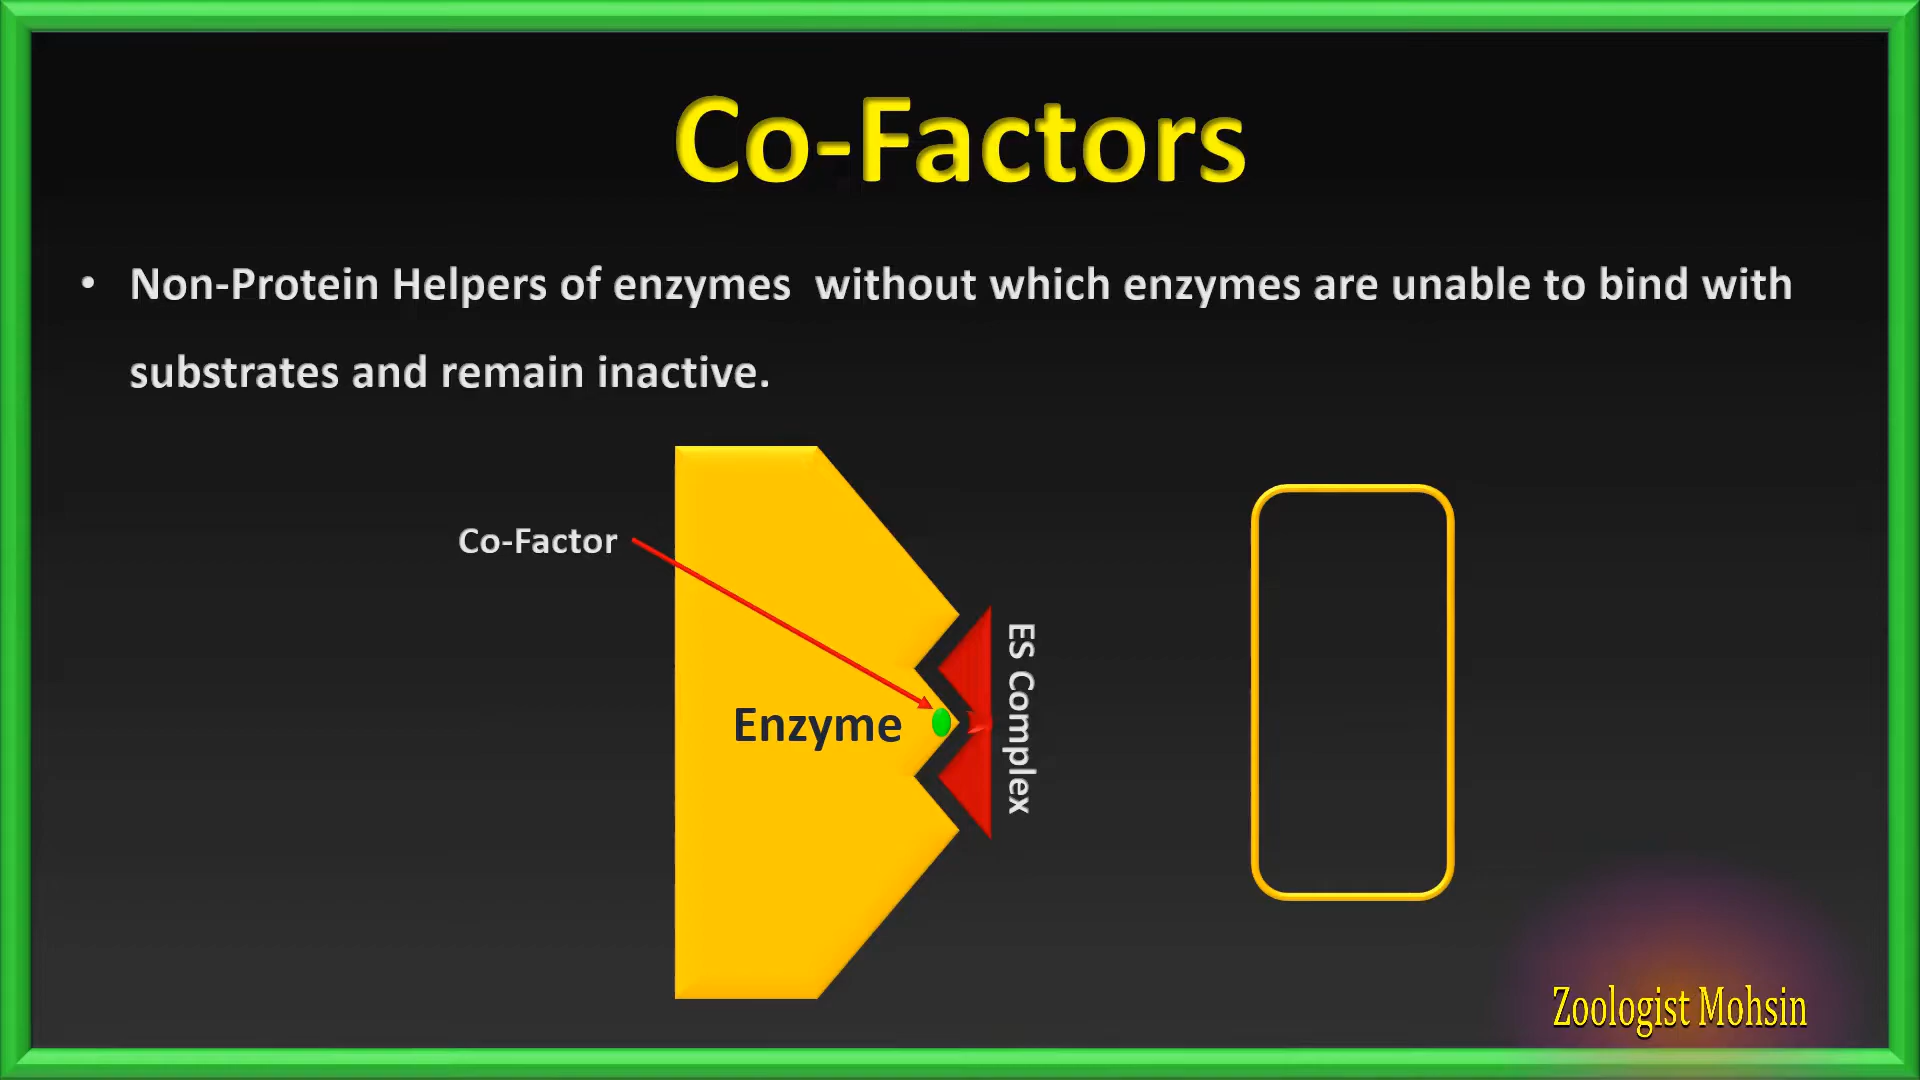 Co-Factors
• Non-Protein Helpers of enzymes  without which enzymes are unable to bind with
substrates and remain inactive.
Co-Factor
Enzyme
ES Complex
Zoologist Mohsin